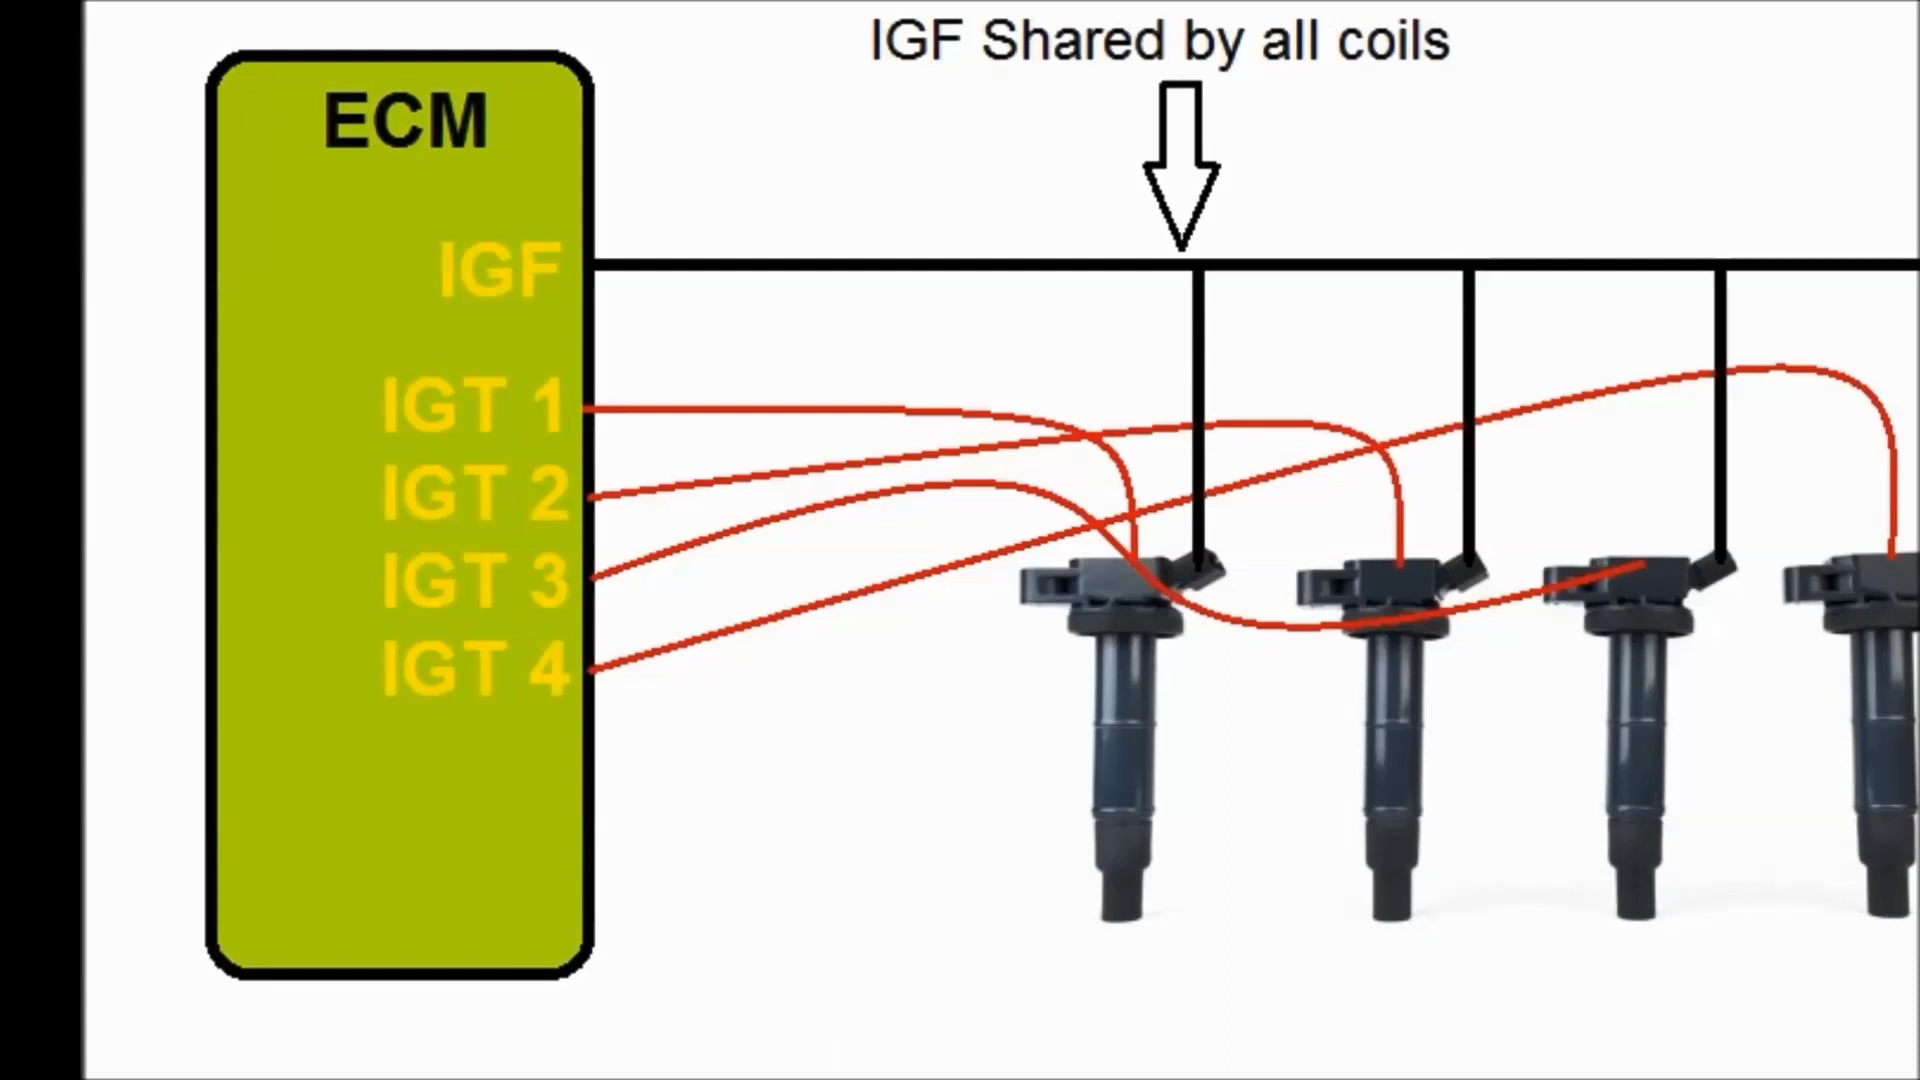 IGF Shared by all coils
ECM
IGF
IGT 1
IGT 2
IGT 3
IGT 4